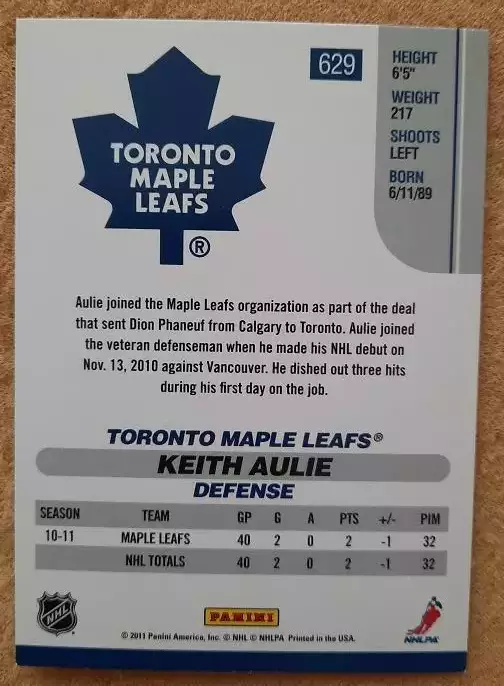 629
HEIGHT
6'5"
WEIGHT
217
SHOOTS
LEFT
BORN
6/11/89
TORONTO
MAPLE
LEAFS
®
Aulie joined the Maple Leafs organization as part of the deal
that sent Dion Phaneuf from Calgary to Toronto. Aulie joined
the veteran defenseman when he made his NHL debut on
Nov. 13, 2010 against Vancouver. He dished out three hits
during his first day on the job.
TORONTO MAPLE LEAFS®
KEITH AULIE
DEFENSE
SEASON TEAM GP G A PTS +/- PIM
10-11 MAPLE LEAFS 40 2 0 2 -1 32
NHL TOTALS 40 2 0 2 -1 32
NHL
PANINI
NHLPA
© 2011 Panini America, Inc. © NHL © NHLPA Printed in the USA.